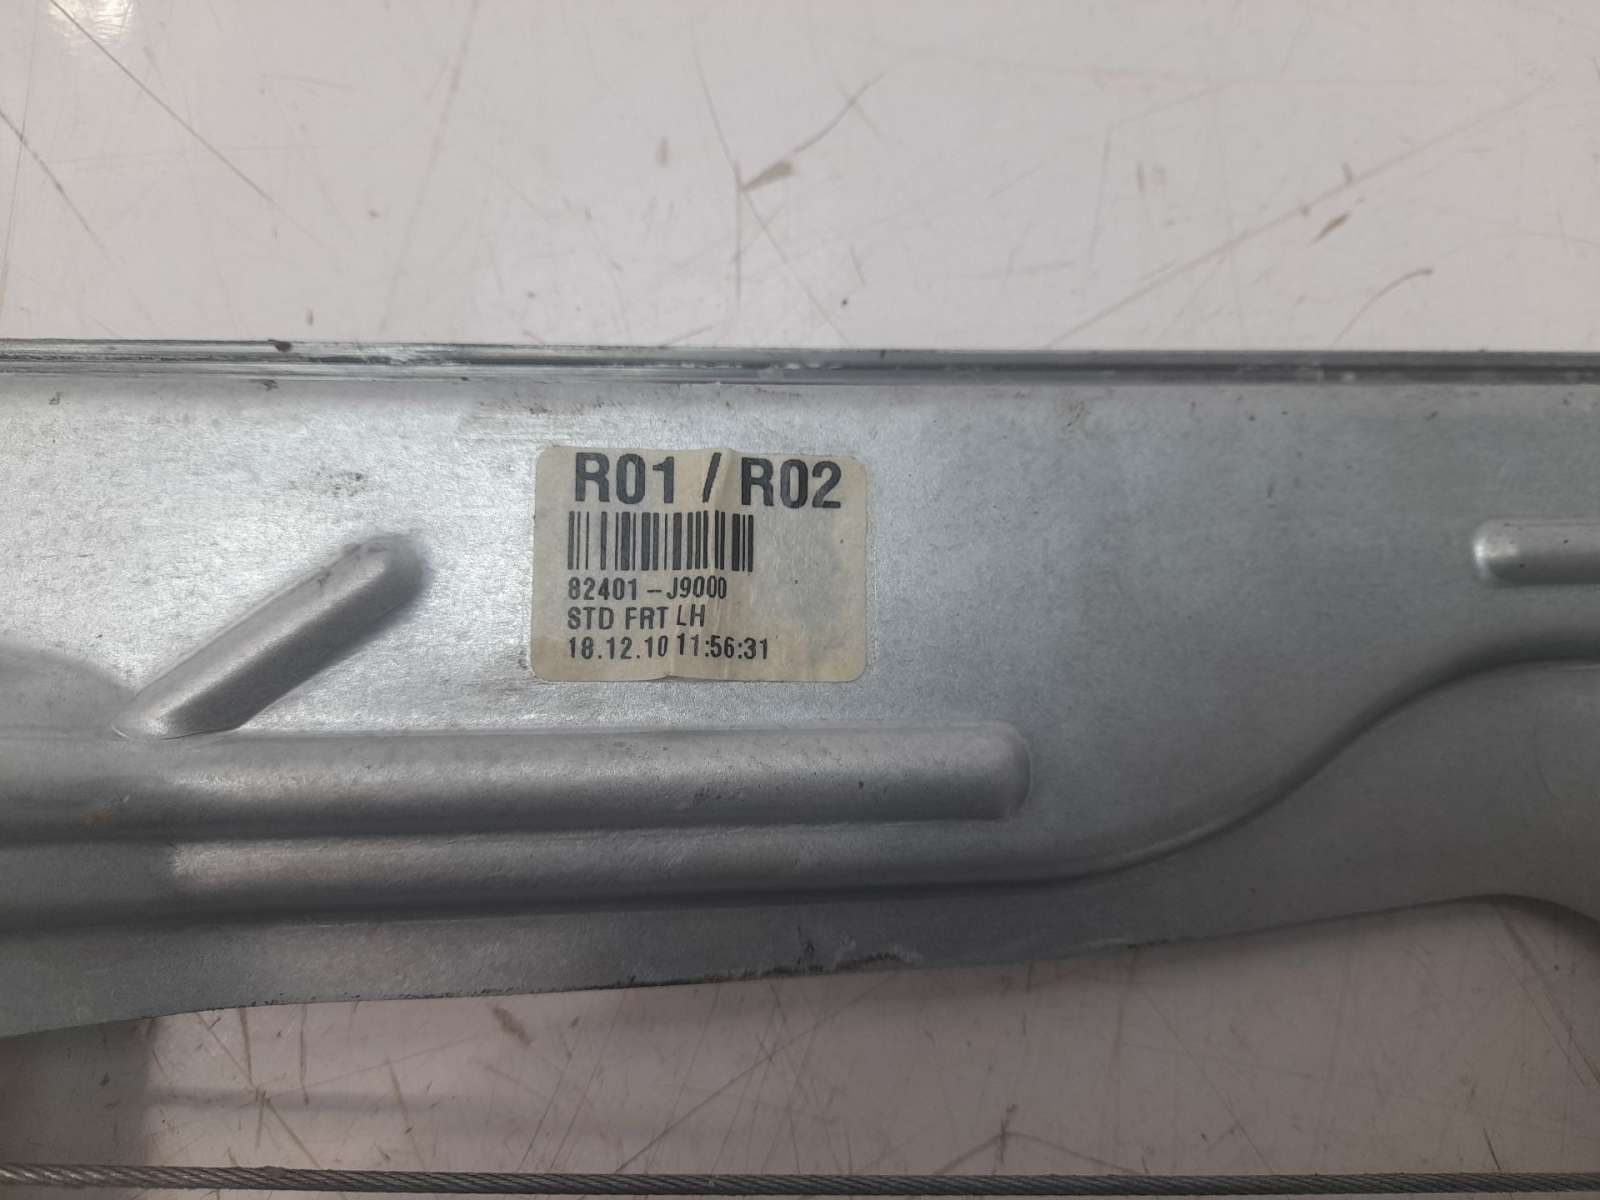 R01 / R02
82401-J9000
STD FRT LH
18.12.10 11:56:31